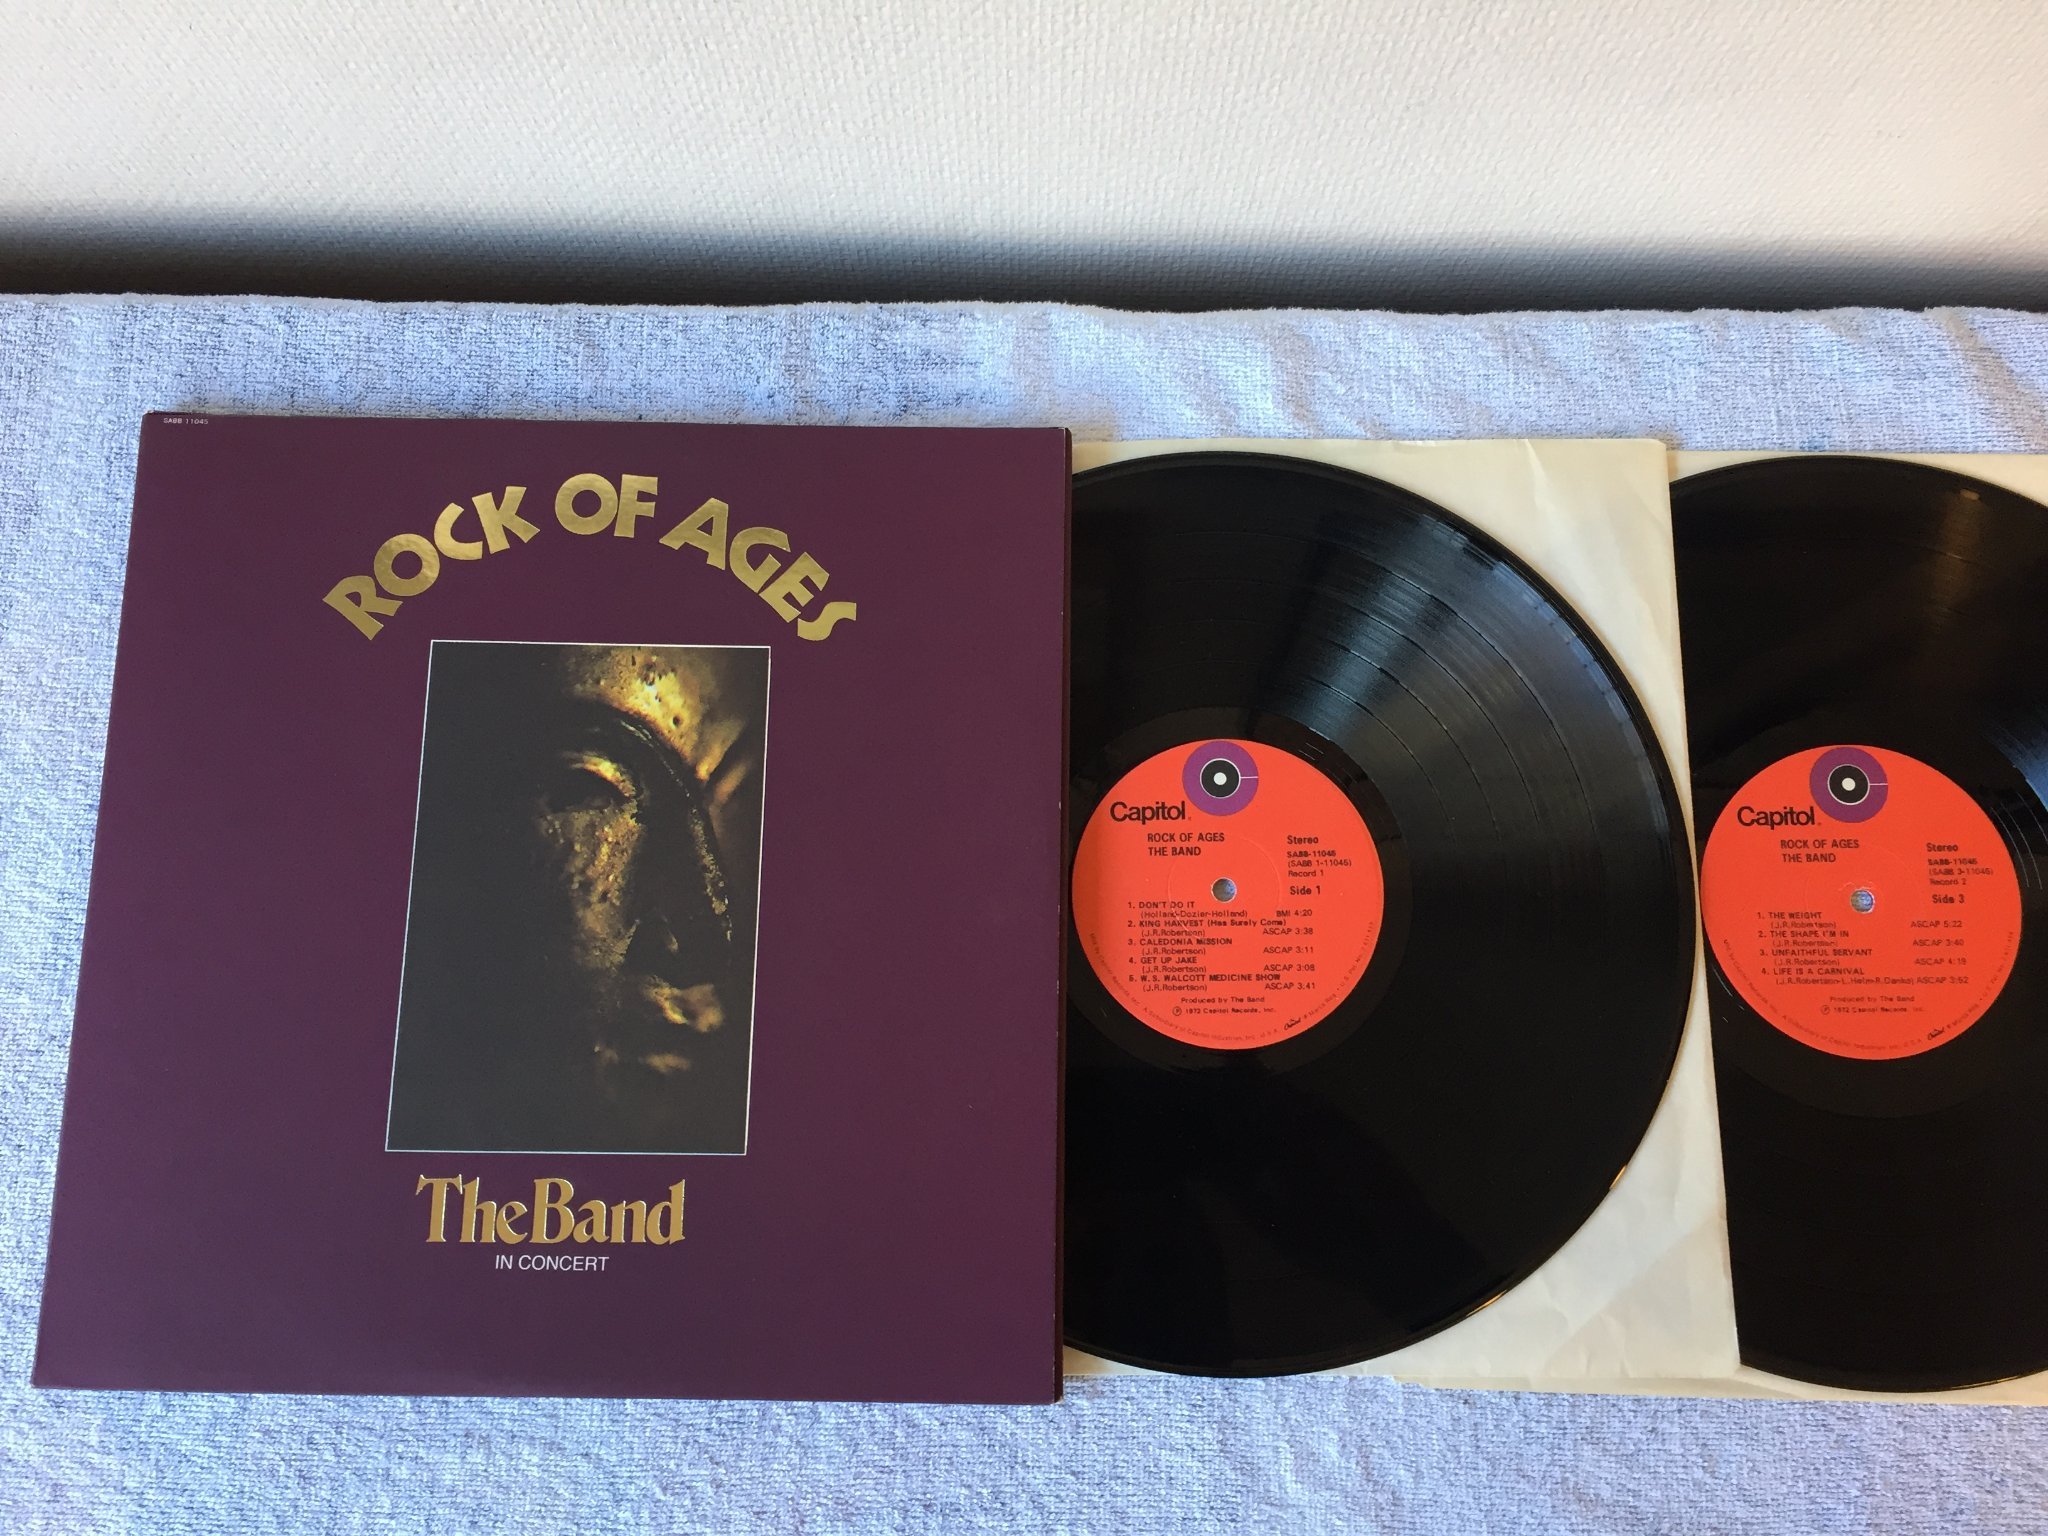 SABB 11045
ROCK OF AGES
The Band
IN CONCERT
Capitol
ROCK OF AGES
THE BAND
Stereo
SABB-11045
(SABB 1-11045)
Record 1
Side 1
1. DON'T DO IT
(Holland-Dozier-Holland) BMI 4:20
2. KING HARVEST (Has Surely Come)
(J.R.Robertson) ASCAP 3:38
3. CALEDONIA MISSION
(J.R.Robertson) ASCAP 3:11
4. GET UP JAKE
(J.R.Robertson) ASCAP 3:08
5. W. S. WALCOTT MEDICINE SHOW
(J.R.Robertson) ASCAP 3:41
Produced by The Band
℗ 1972 Capitol Records, Inc.
Capitol
ROCK OF AGES
THE BAND
Stereo
SABB-11045
(SABB 3-11045)
Record 2
Side 3
1. THE WEIGHT
(J.R.Robertson) ASCAP 5:22
2. THE SHAPE I'M IN
(J.R.Robertson) ASCAP 3:40
3. UNFAITHFUL SERVANT
(J.R.Robertson) ASCAP 4:19
4. LIFE IS A CARNIVAL
(J.R.Robertson-L.Helm-R.Danko) ASCAP 3:52
Produced by The Band
℗ 1972 Capitol Records, Inc.